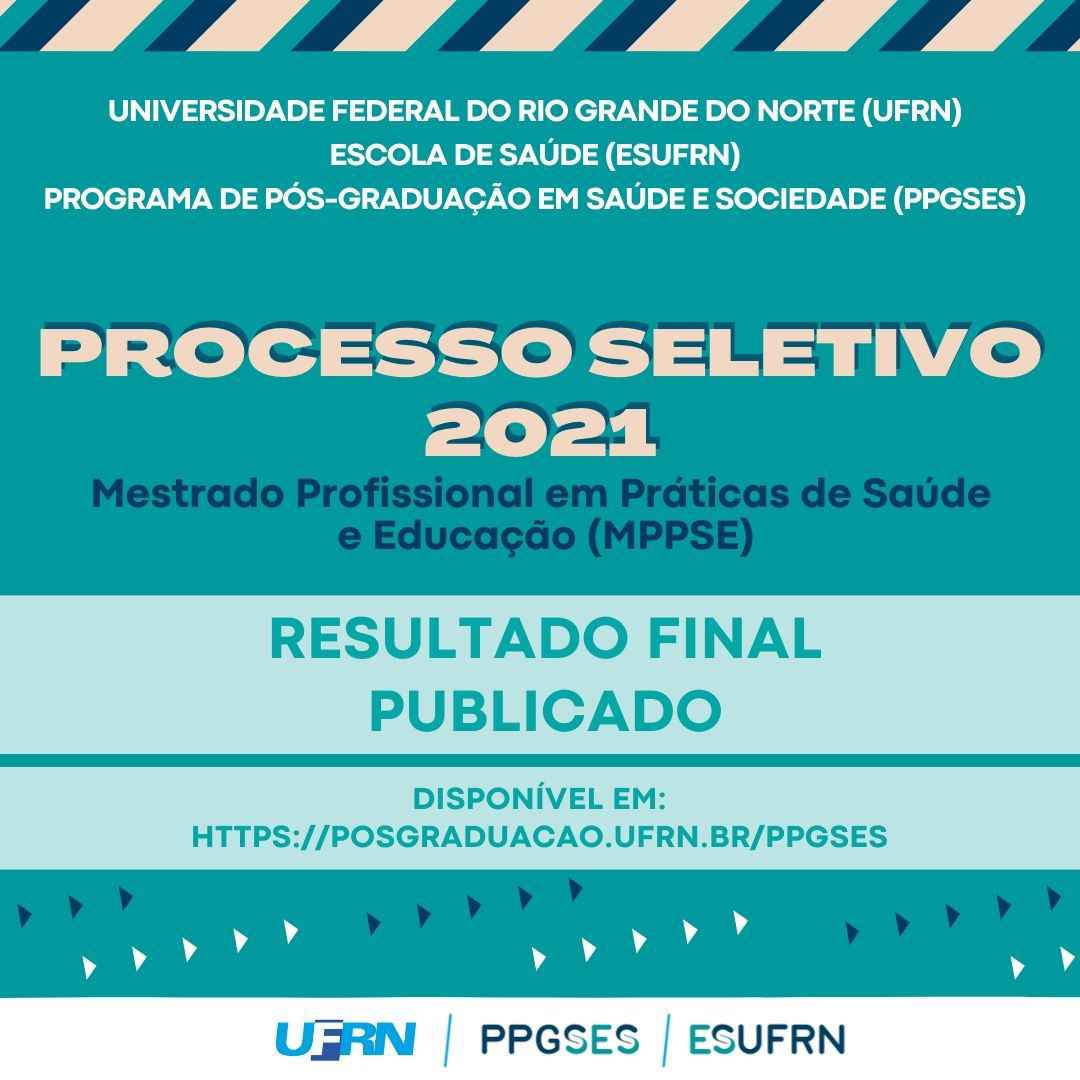 UNIVERSIDADE FEDERAL DO RIO GRANDE DO NORTE (UFRN)
ESCOLA DE SAÚDE (ESUFRN)
PROGRAMA DE PÓS-GRADUAÇÃO EM SAÚDE E SOCIEDADE (PPGSES)
PROCESSO SELETIVO
2021
Mestrado Profissional em Práticas de Saúde
e Educação (MPPSE)
RESULTADO FINAL
PUBLICADO
DISPONÍVEL EM:
HTTPS://POSGRADUACAO.UFRN.BR/PPGSES
UFRN PPGSES ESUFRN